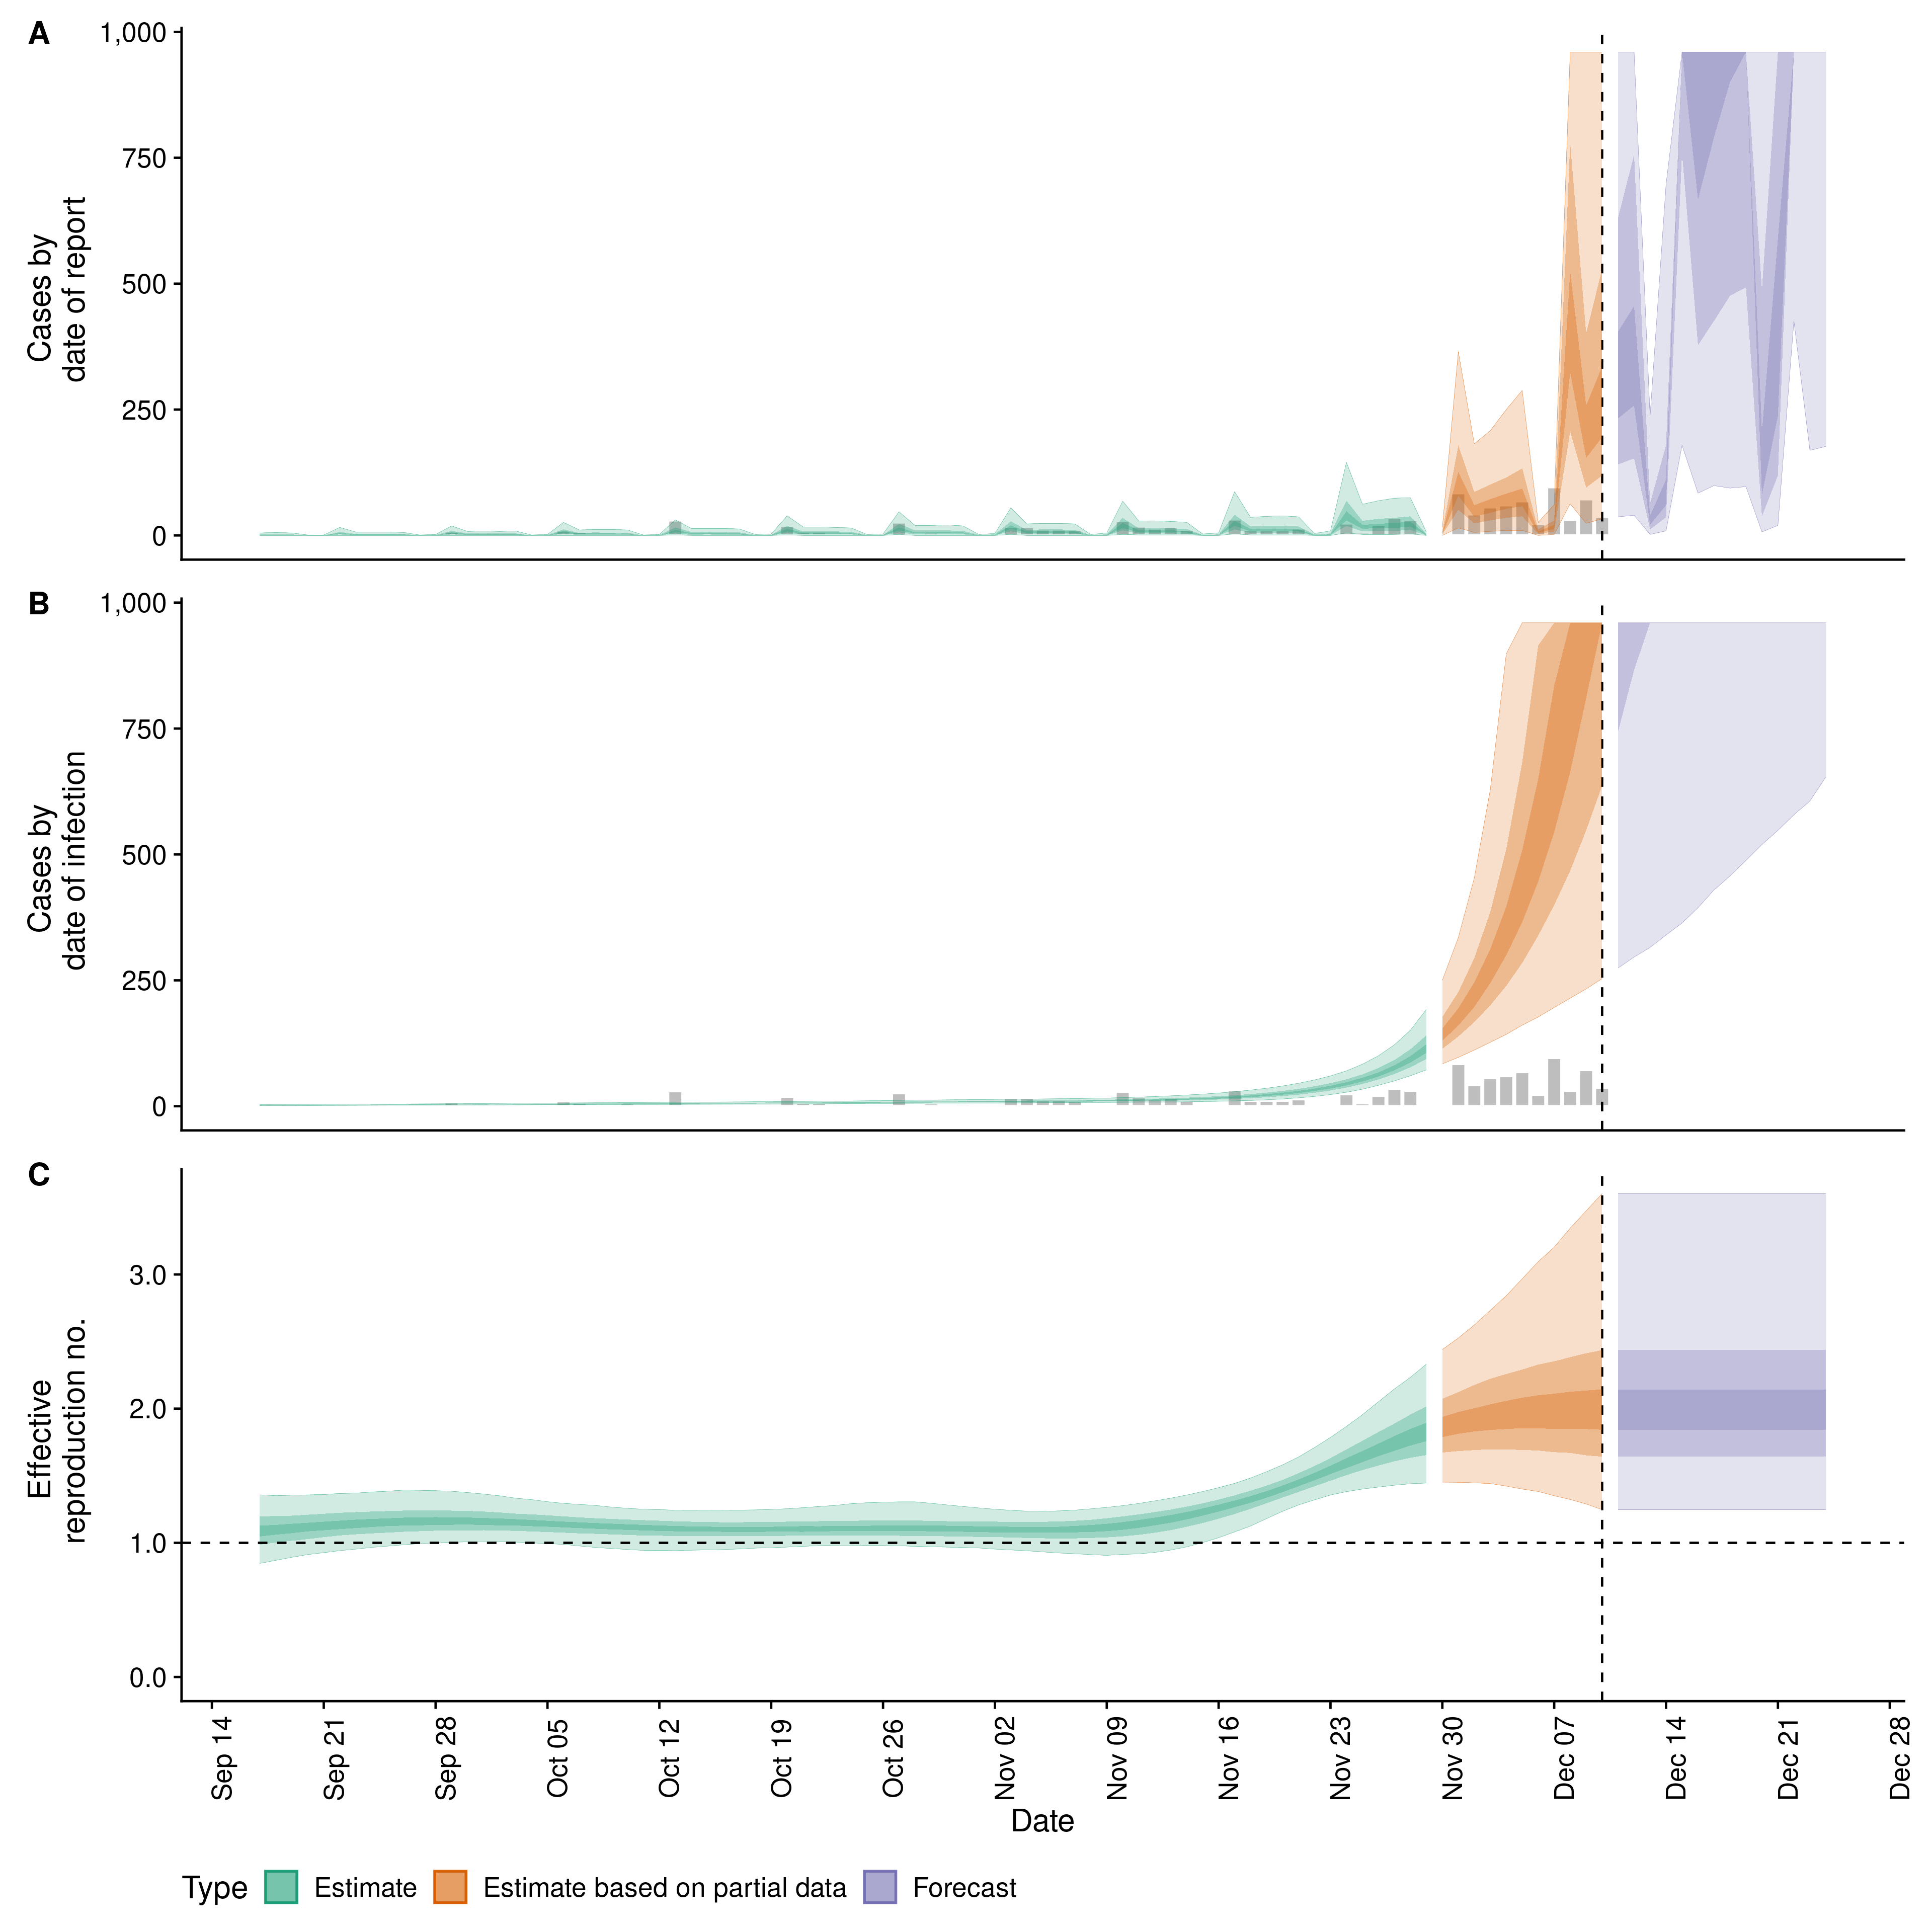 A
Cases by
date of report
1,000
750
500
250
0
B
Cases by
date of infection
1,000
750
500
250
0
C
Effective
reproduction no.
3.0
2.0
1.0
0.0
Sep 14
Sep 21
Sep 28
Oct 05
Oct 12
Oct 19
Oct 26
Nov 02
Nov 09
Nov 16
Nov 23
Nov 30
Dec 07
Dec 14
Dec 21
Dec 28
Date
Type Estimate Estimate based on partial data Forecast